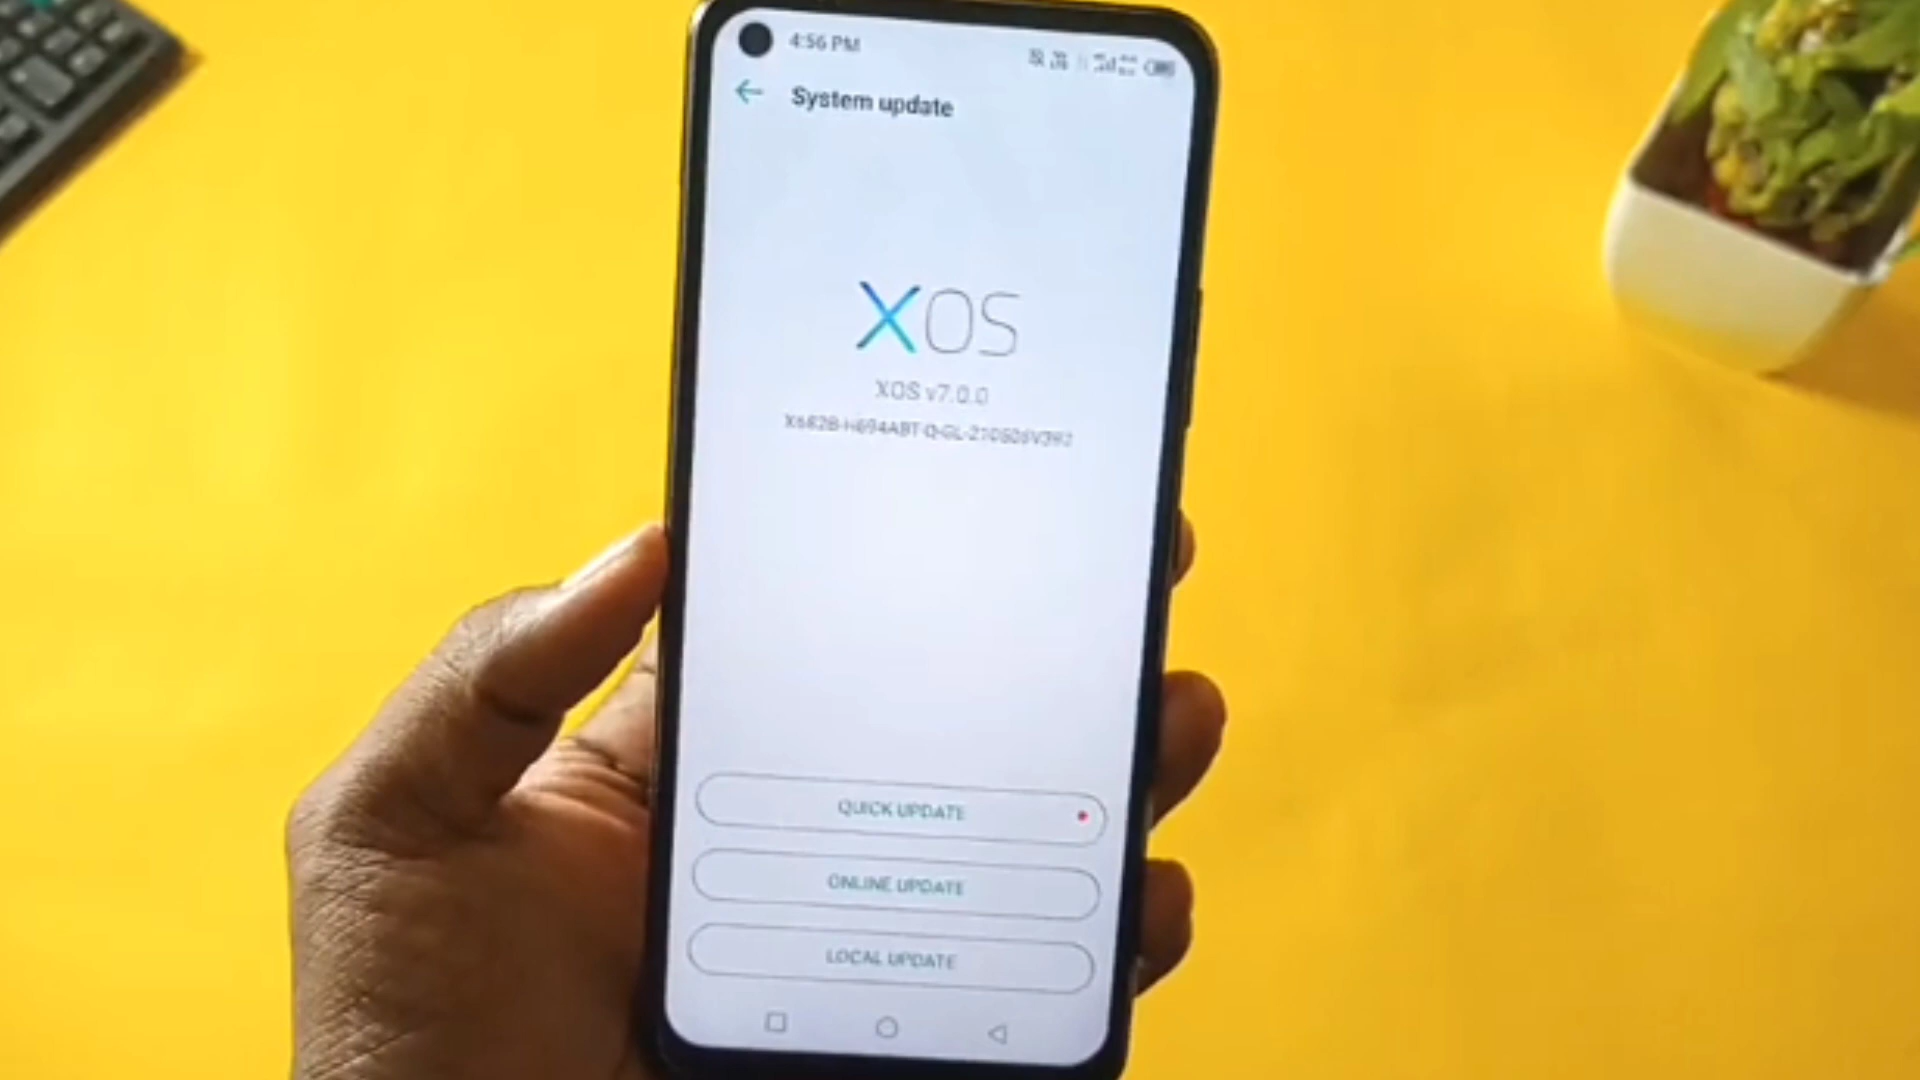 4:56 PM
System update
XOS
XOS v7.0.0
QUICK UPDATE
ONLINE UPDATE
LOCAL UPDATE